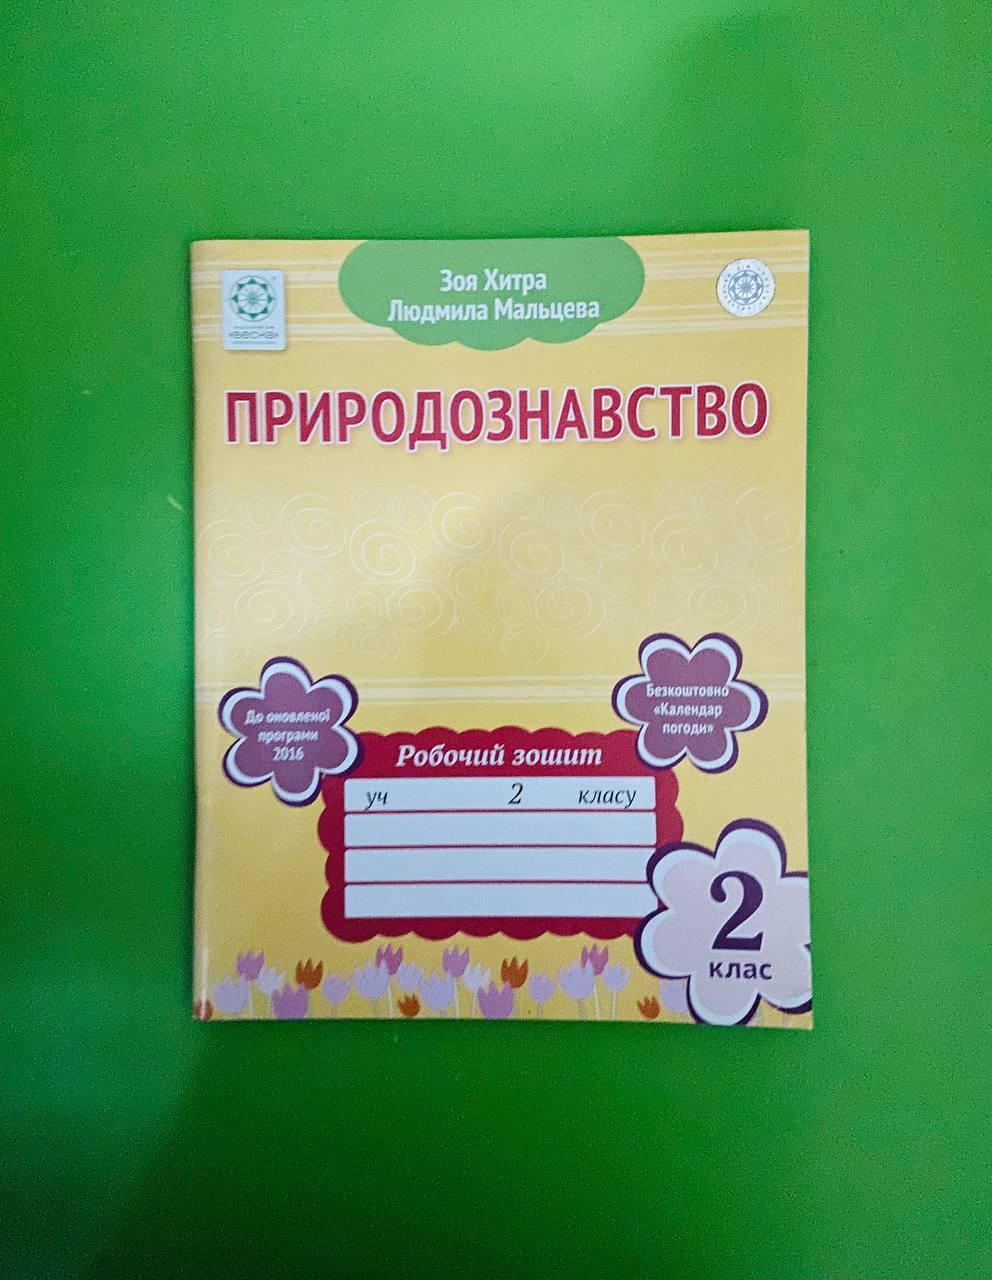 Зоя Хитра
Людмила Мальцева
«ВЕСНА»
ПРИРОДОЗНАВСТВО
До оновленої
програми
2016
Безкоштовно
«Календар
погоди»
Робочий зошит
уч 2 класу
2
клас